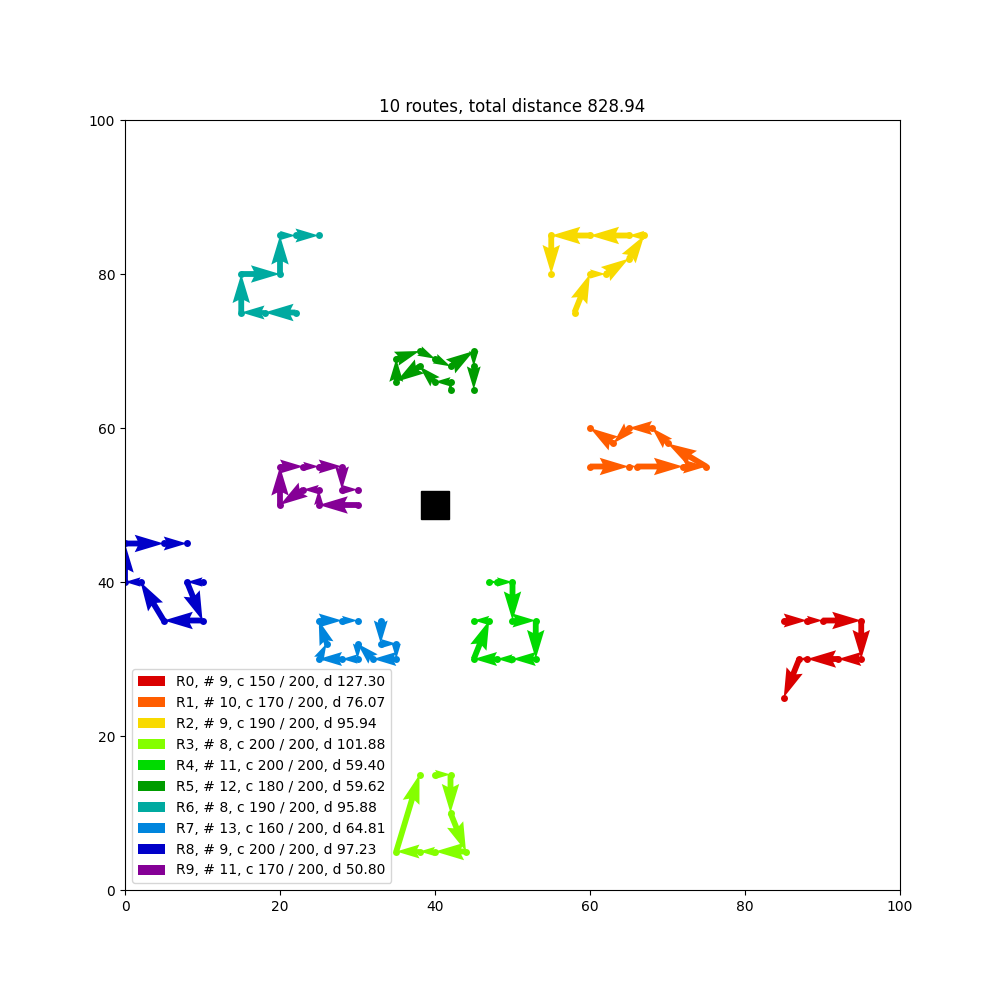 10 routes, total distance 828.94
100
80
60
40
20
0
R0, # 9, c 150 / 200, d 127.30
R1, # 10, c 170 / 200, d 76.07
R2, # 9, c 190 / 200, d 95.94
R3, # 8, c 200 / 200, d 101.88
R4, # 11, c 200 / 200, d 59.40
R5, # 12, c 180 / 200, d 59.62
R6, # 8, c 190 / 200, d 95.88
R7, # 13, c 160 / 200, d 64.81
R8, # 9, c 200 / 200, d 97.23
R9, # 11, c 170 / 200, d 50.80
0 20 40 60 80 100